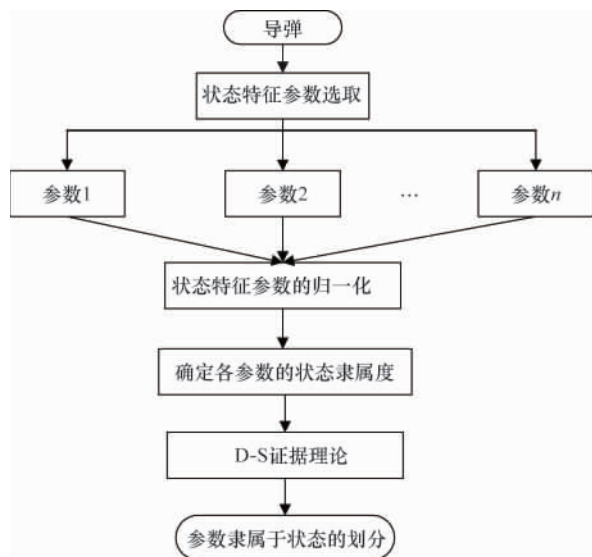 导弹
状态特征参数选取
参数1
参数2
…
参数n
状态特征参数的归一化
确定各参数的状态隶属度
D-S证据理论
参数隶属于状态的划分